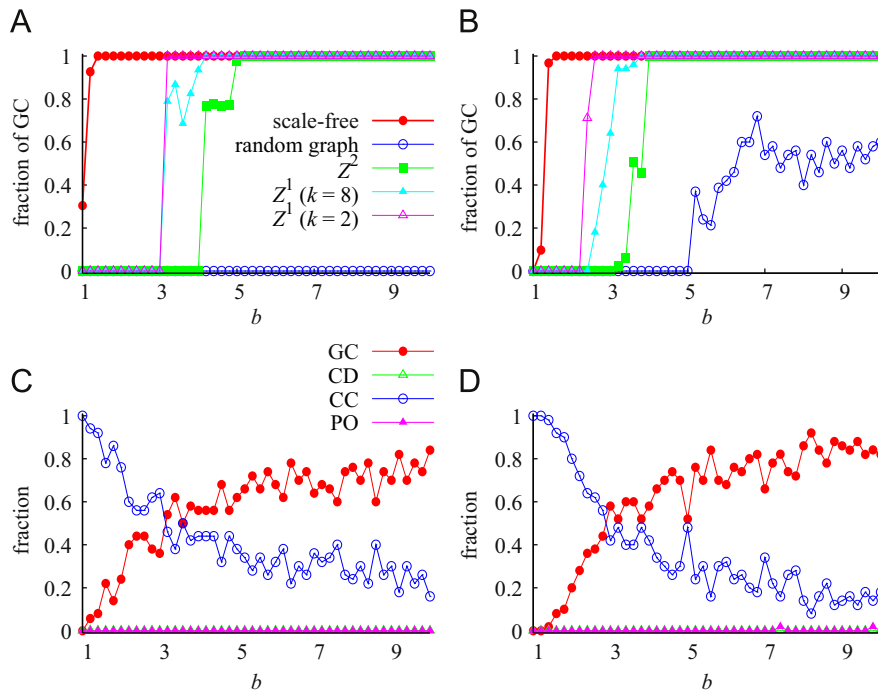 A
fraction of GC
1
0.8
0.6
0.4
0.2
0
1 3 5 7 9
b
scale-free
random graph
Z²
Z¹ (k = 8)
Z¹ (k = 2)
B
fraction of GC
1
0.8
0.6
0.4
0.2
0
1 3 5 7 9
b
GC
CD
CC
PO
C
fraction
1
0.8
0.6
0.4
0.2
0
1 3 5 7 9
b
D
fraction
1
0.8
0.6
0.4
0.2
0
1 3 5 7 9
b